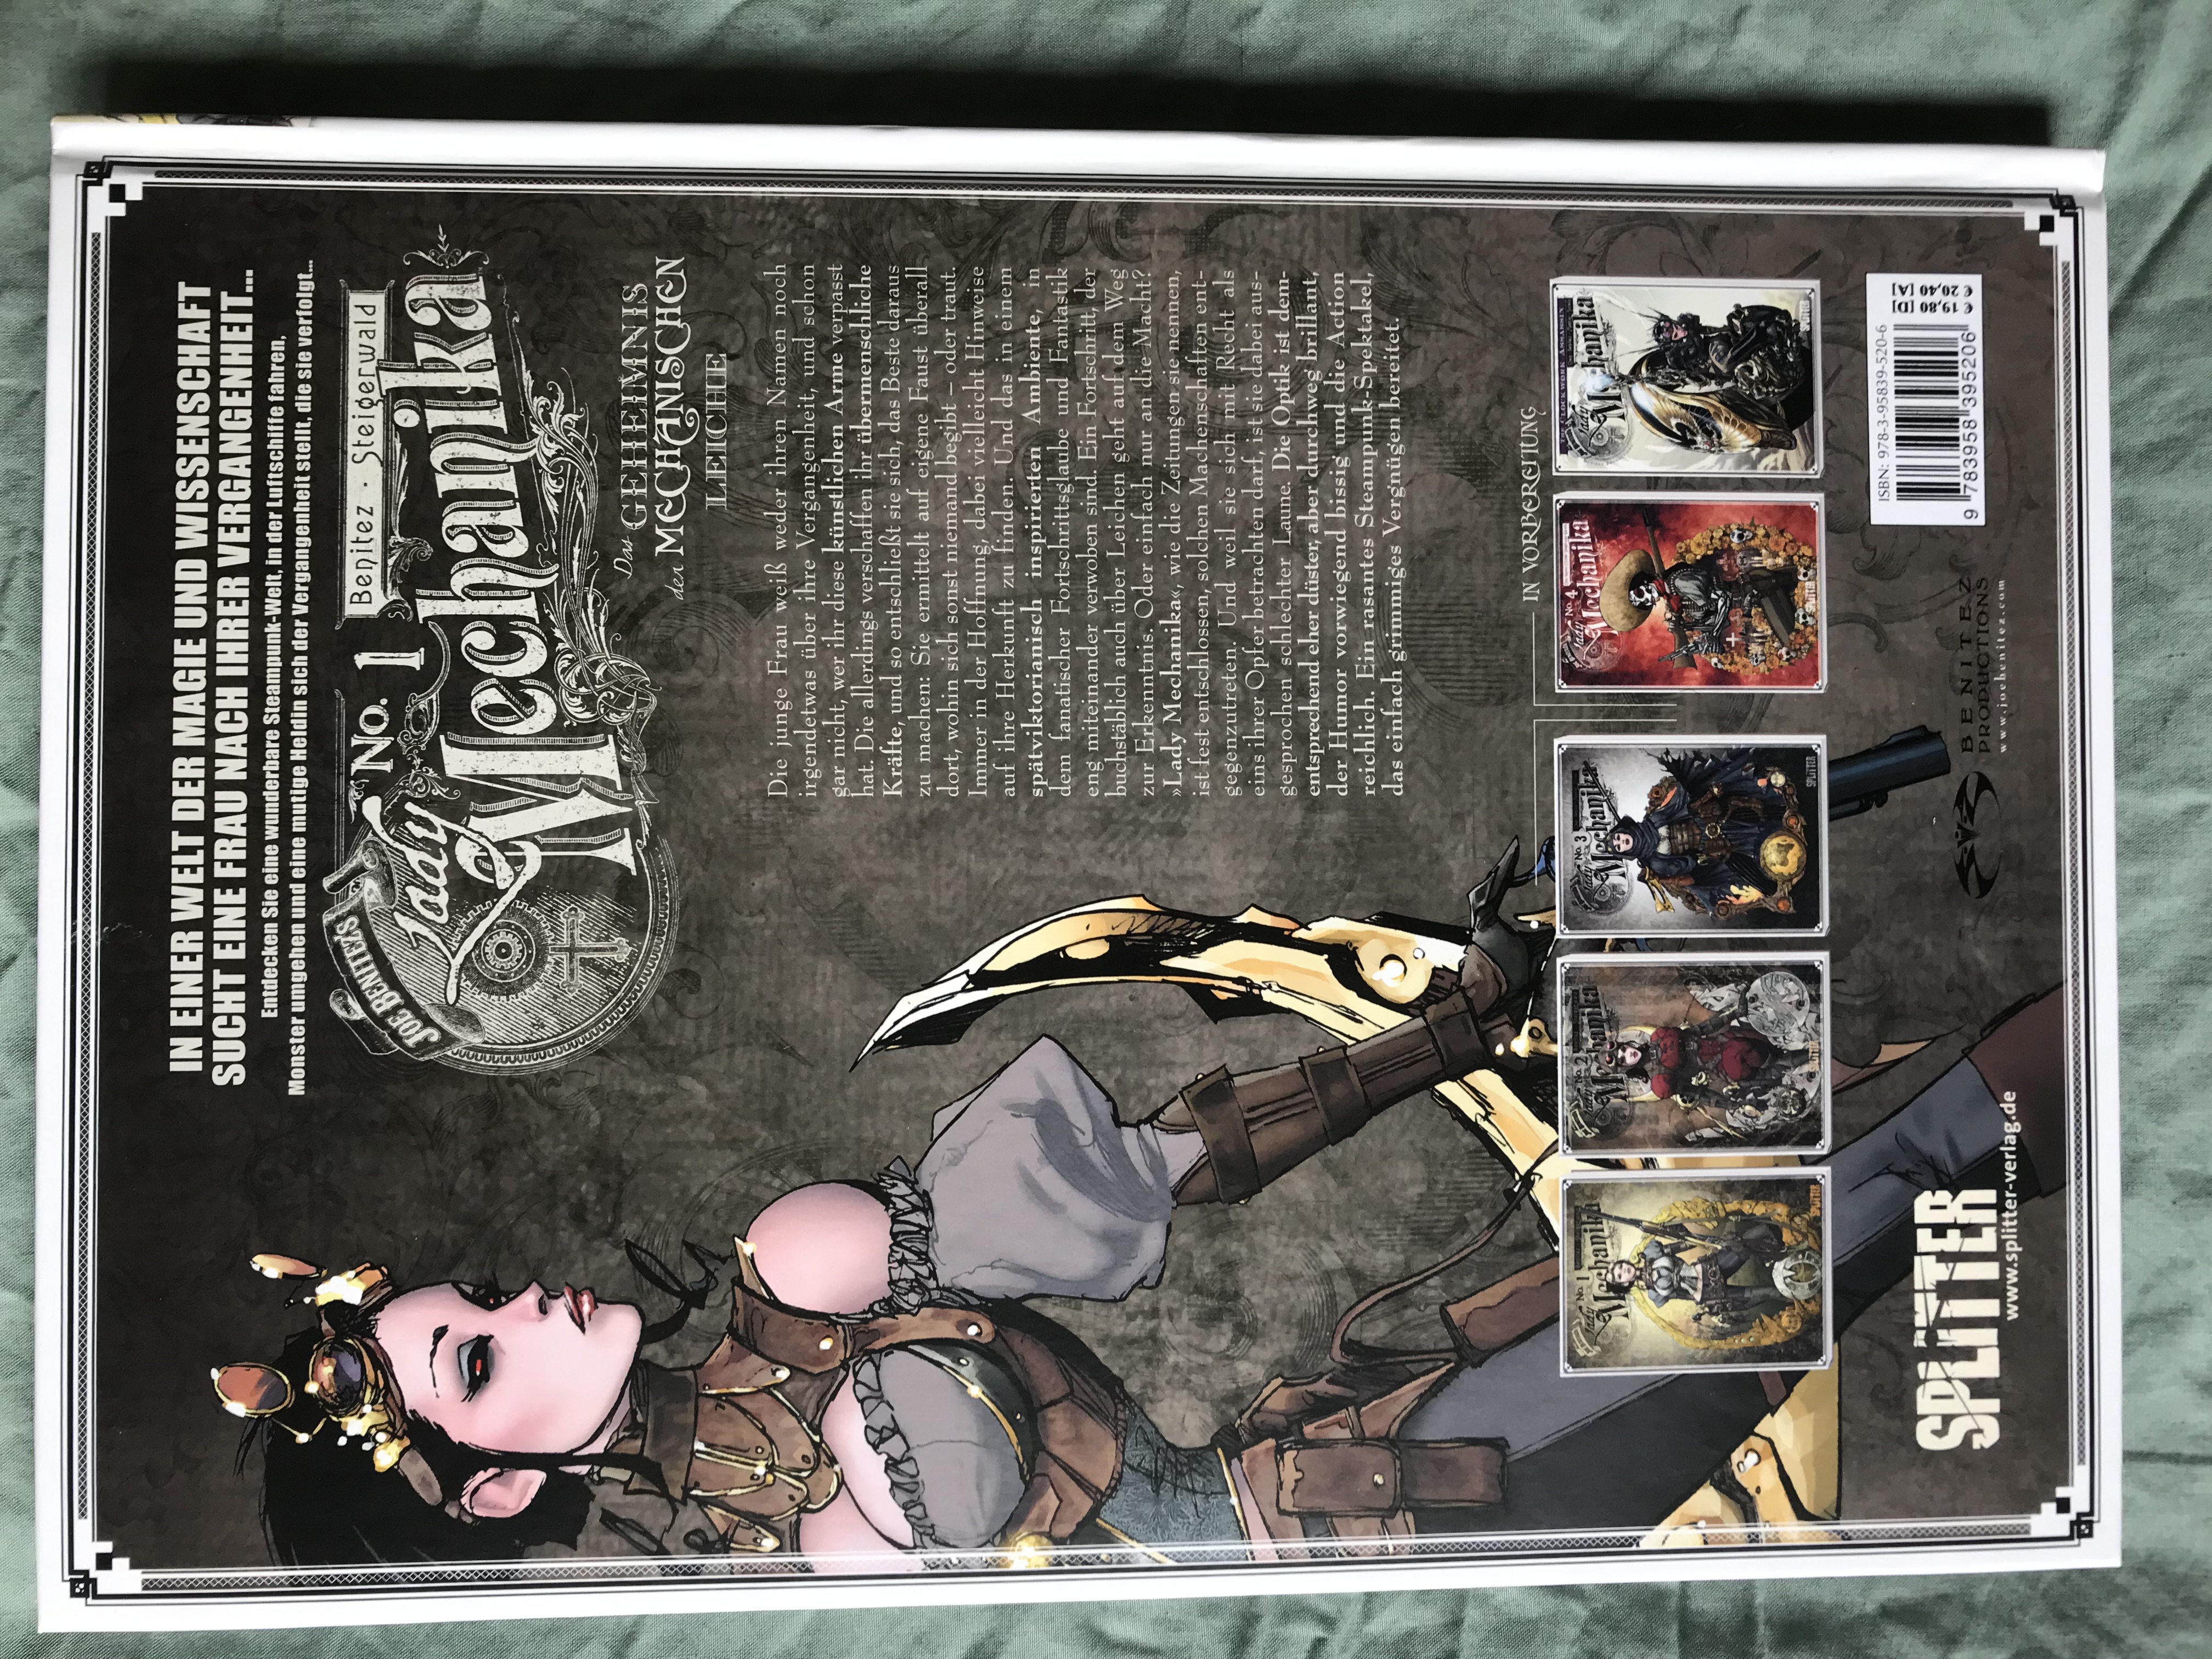 IN EINER WELT DER MAGIE UND WISSENSCHAFT
SUCHT EINE FRAU NACH IHRER VERGANGENHEIT...
Entdecken Sie eine wunderbare Steampunk-Welt, in der Luftschiffe fahren,
Monster umgehen und eine mutige Heldin sich der Vergangenheit stellt, die sie verfolgt...
JOE BENITEZ'S
No. 1
Benitez · Steigerwald
Lady
Mechanika
Das GEHEIMNIS
der MECHANISCHEN
LEICHE
Die junge Frau weiß weder ihren Namen noch
irgendetwas über ihre Vergangenheit, und schon
gar nicht, wer ihr diese künstlichen Arme verpasst
hat. Die allerdings verschaffen ihr übermenschliche
Kräfte, und so entschließt sie sich, das Beste daraus
zu machen: Sie ermittelt auf eigene Faust überall
dort, wohin sich sonst niemand begibt – oder traut.
Immer in der Hoffnung, dabei vielleicht Hinweise
auf ihre Herkunft zu finden. Und das in einem
spätviktorianisch inspirierten Ambiente, in
dem fanatischer Fortschrittsglaube und Fantastik
eng miteinander verwoben sind. Ein Fortschritt, der
buchstäblich auch über Leichen geht auf dem Weg
zur Erkenntnis. Oder einfach nur an die Macht?
»Lady Mechanika«, wie die Zeitungen sie nennen,
ist fest entschlossen, solchen Machenschaften ent-
gegenzutreten. Und weil sie sich mit Recht als
eins ihrer Opfer betrachten darf, ist sie dabei aus-
gesprochen schlechter Laune. Die Optik ist dem-
entsprechend eher düster, aber durchweg brillant,
der Humor vorwiegend bissig und die Action
reichlich. Ein rasantes Steampunk-Spektakel,
das einfach grimmiges Vergnügen bereitet.
IN VORBEREITUNG
No. 1
Lady
Mechanika
SPLITTER
No. 2
Lady
Mechanika
SPLITTER
No. 3
Lady
Mechanika
SPLITTER
No. 4
Lady
Mechanika
SPLITTER
THE CLOCKWORK ASSASSIN
Lady
Mechanika
SPLITTER
SPLITTER
www.splitter-verlag.de
BENITEZ
PRODUCTIONS
www.joebenitez.com
ISBN: 978-3-95839-520-6
9 783958 395206
€ 19,80 [D]
€ 20,40 [A]